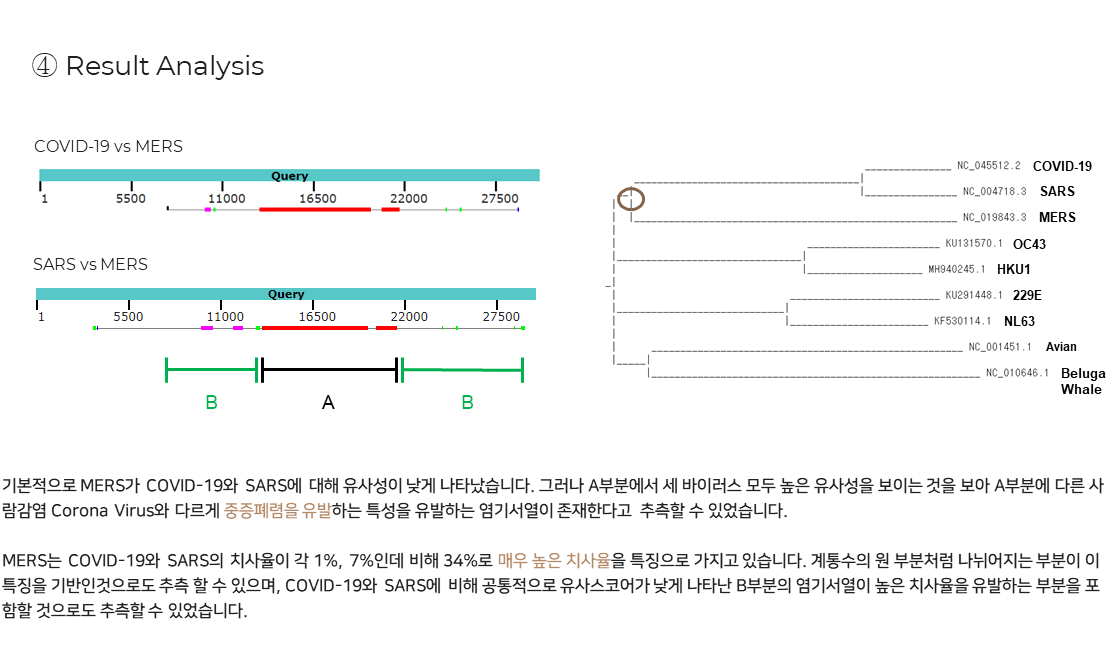 ④ Result Analysis
COVID-19 vs MERS
Query
1 5500 11000 16500 22000 27500
SARS vs MERS
Query
1 5500 11000 16500 22000 27500
B A B
NC_045512.2 COVID-19
NC_004718.3 SARS
NC_019843.3 MERS
KU131570.1 OC43
MH940245.1 HKU1
KU291448.1 229E
KF530114.1 NL63
NC_001451.1 Avian
NC_010646.1 Beluga
Whale
기본적으로 MERS가 COVID-19와 SARS에 대해 유사성이 낮게 나타났습니다. 그러나 A부분에서 세 바이러스 모두 높은 유사성을 보이는 것을 보아 A부분에 다른 사
람감염 Corona Virus와 다르게 중증폐렴을 유발하는 특성을 유발하는 염기서열이 존재한다고 추측할 수 있었습니다.
MERS는 COVID-19와 SARS의 치사율이 각 1%, 7%인데 비해 34%로 매우 높은 치사율을 특징으로 가지고 있습니다. 계통수의 원 부분처럼 나뉘어지는 부분이 이
특징을 기반인것으로도 추측 할 수 있으며, COVID-19와 SARS에 비해 공통적으로 유사스코어가 낮게 나타난 B부분의 염기서열이 높은 치사율을 유발하는 부분을 포
함할 것으로도 추측할 수 있었습니다.